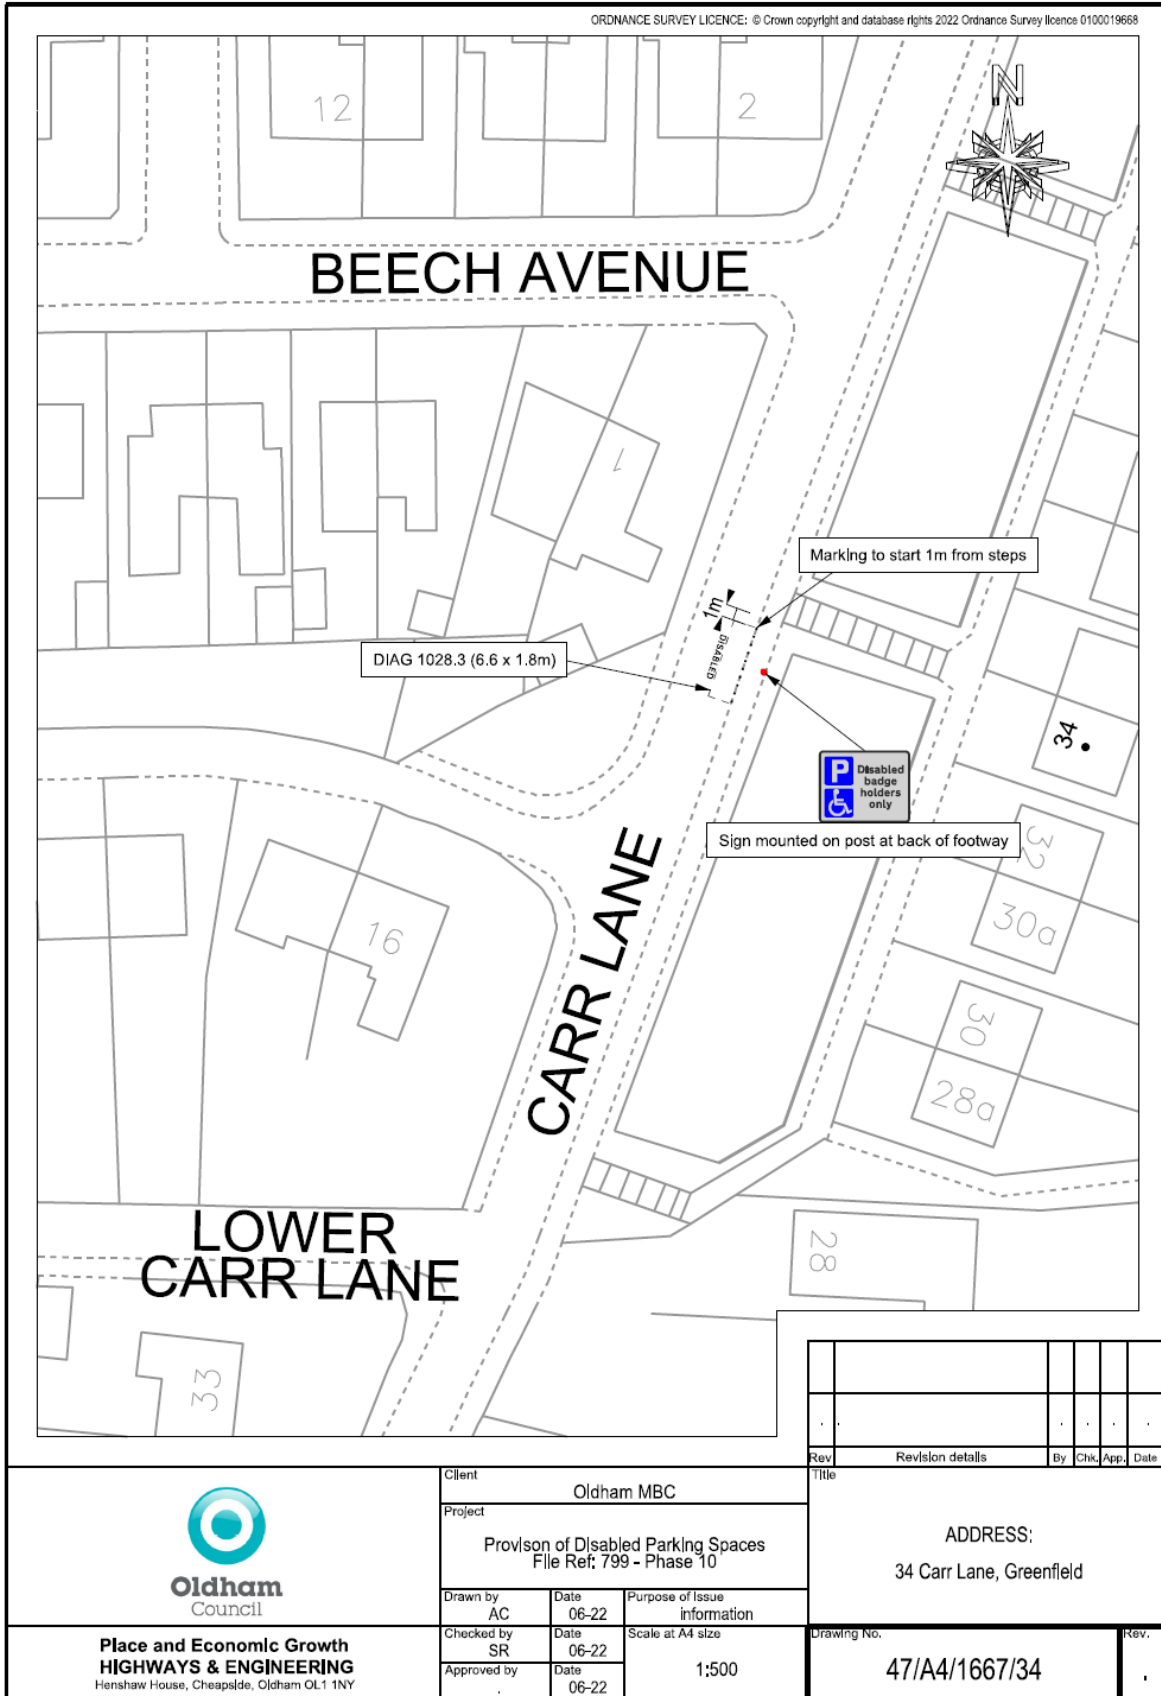 ORDNANCE SURVEY LICENCE: © Crown copyright and database rights 2022 Ordnance Survey licence 0100019668
12
2
N
BEECH AVENUE
1
Marking to start 1m from steps
1m
DISABLED
DIAG 1028.3 (6.6 x 1.8m)
34
P Disabled
badge
holders
only
Sign mounted on post at back of footway
32
30a
16
CARR LANE
30
28a
LOWER
CARR LANE
28
33
Rev
Revision details
By
Chk.
App.
Date
Oldham
Council
Place and Economic Growth
HIGHWAYS & ENGINEERING
Henshaw House, Cheapside, Oldham OL1 1NY
Client
Oldham MBC
Project
Provison of Disabled Parking Spaces
File Ref: 799 - Phase 10
Drawn by
AC
Date
06-22
Purpose of Issue
information
Checked by
SR
Date
06-22
Scale at A4 size
1:500
Approved by
.
Date
06-22
Title
ADDRESS:
34 Carr Lane, Greenfield
Drawing No.
47/A4/1667/34
Rev.
.